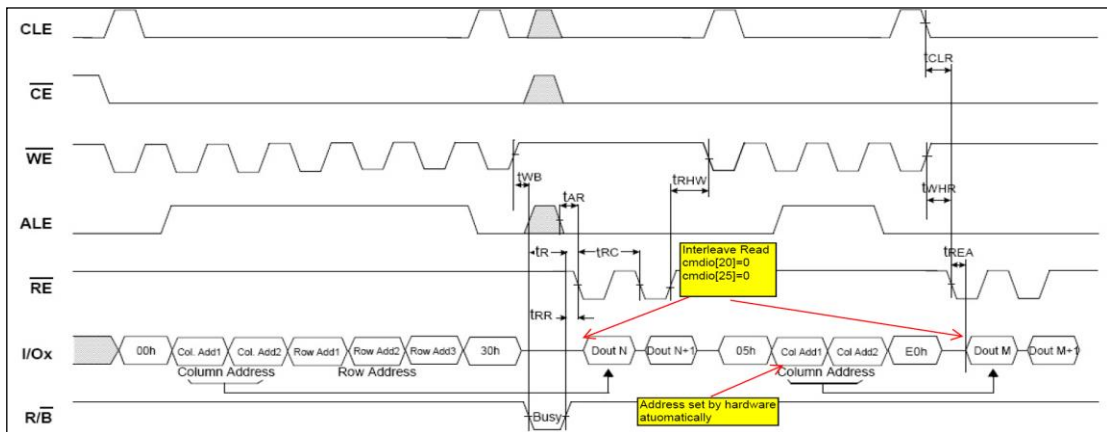 CLE
tCLR
CE
WE
tWB
tRHW
tWHR
tAR
ALE
tR
tRC
Interleave Read
cmdio[20]=0
cmdio[25]=0
tREA
RE
tRR
I/Ox
00h
Col. Add1
Col. Add2
Row Add1
Row Add2
Row Add3
30h
Dout N
Dout N+1
05h
Col Add1
Col Add2
E0h
Dout M
Dout M+1
Column Address
Row Address
Column Address
Address set by hardware
atuomatically
R/B
Busy